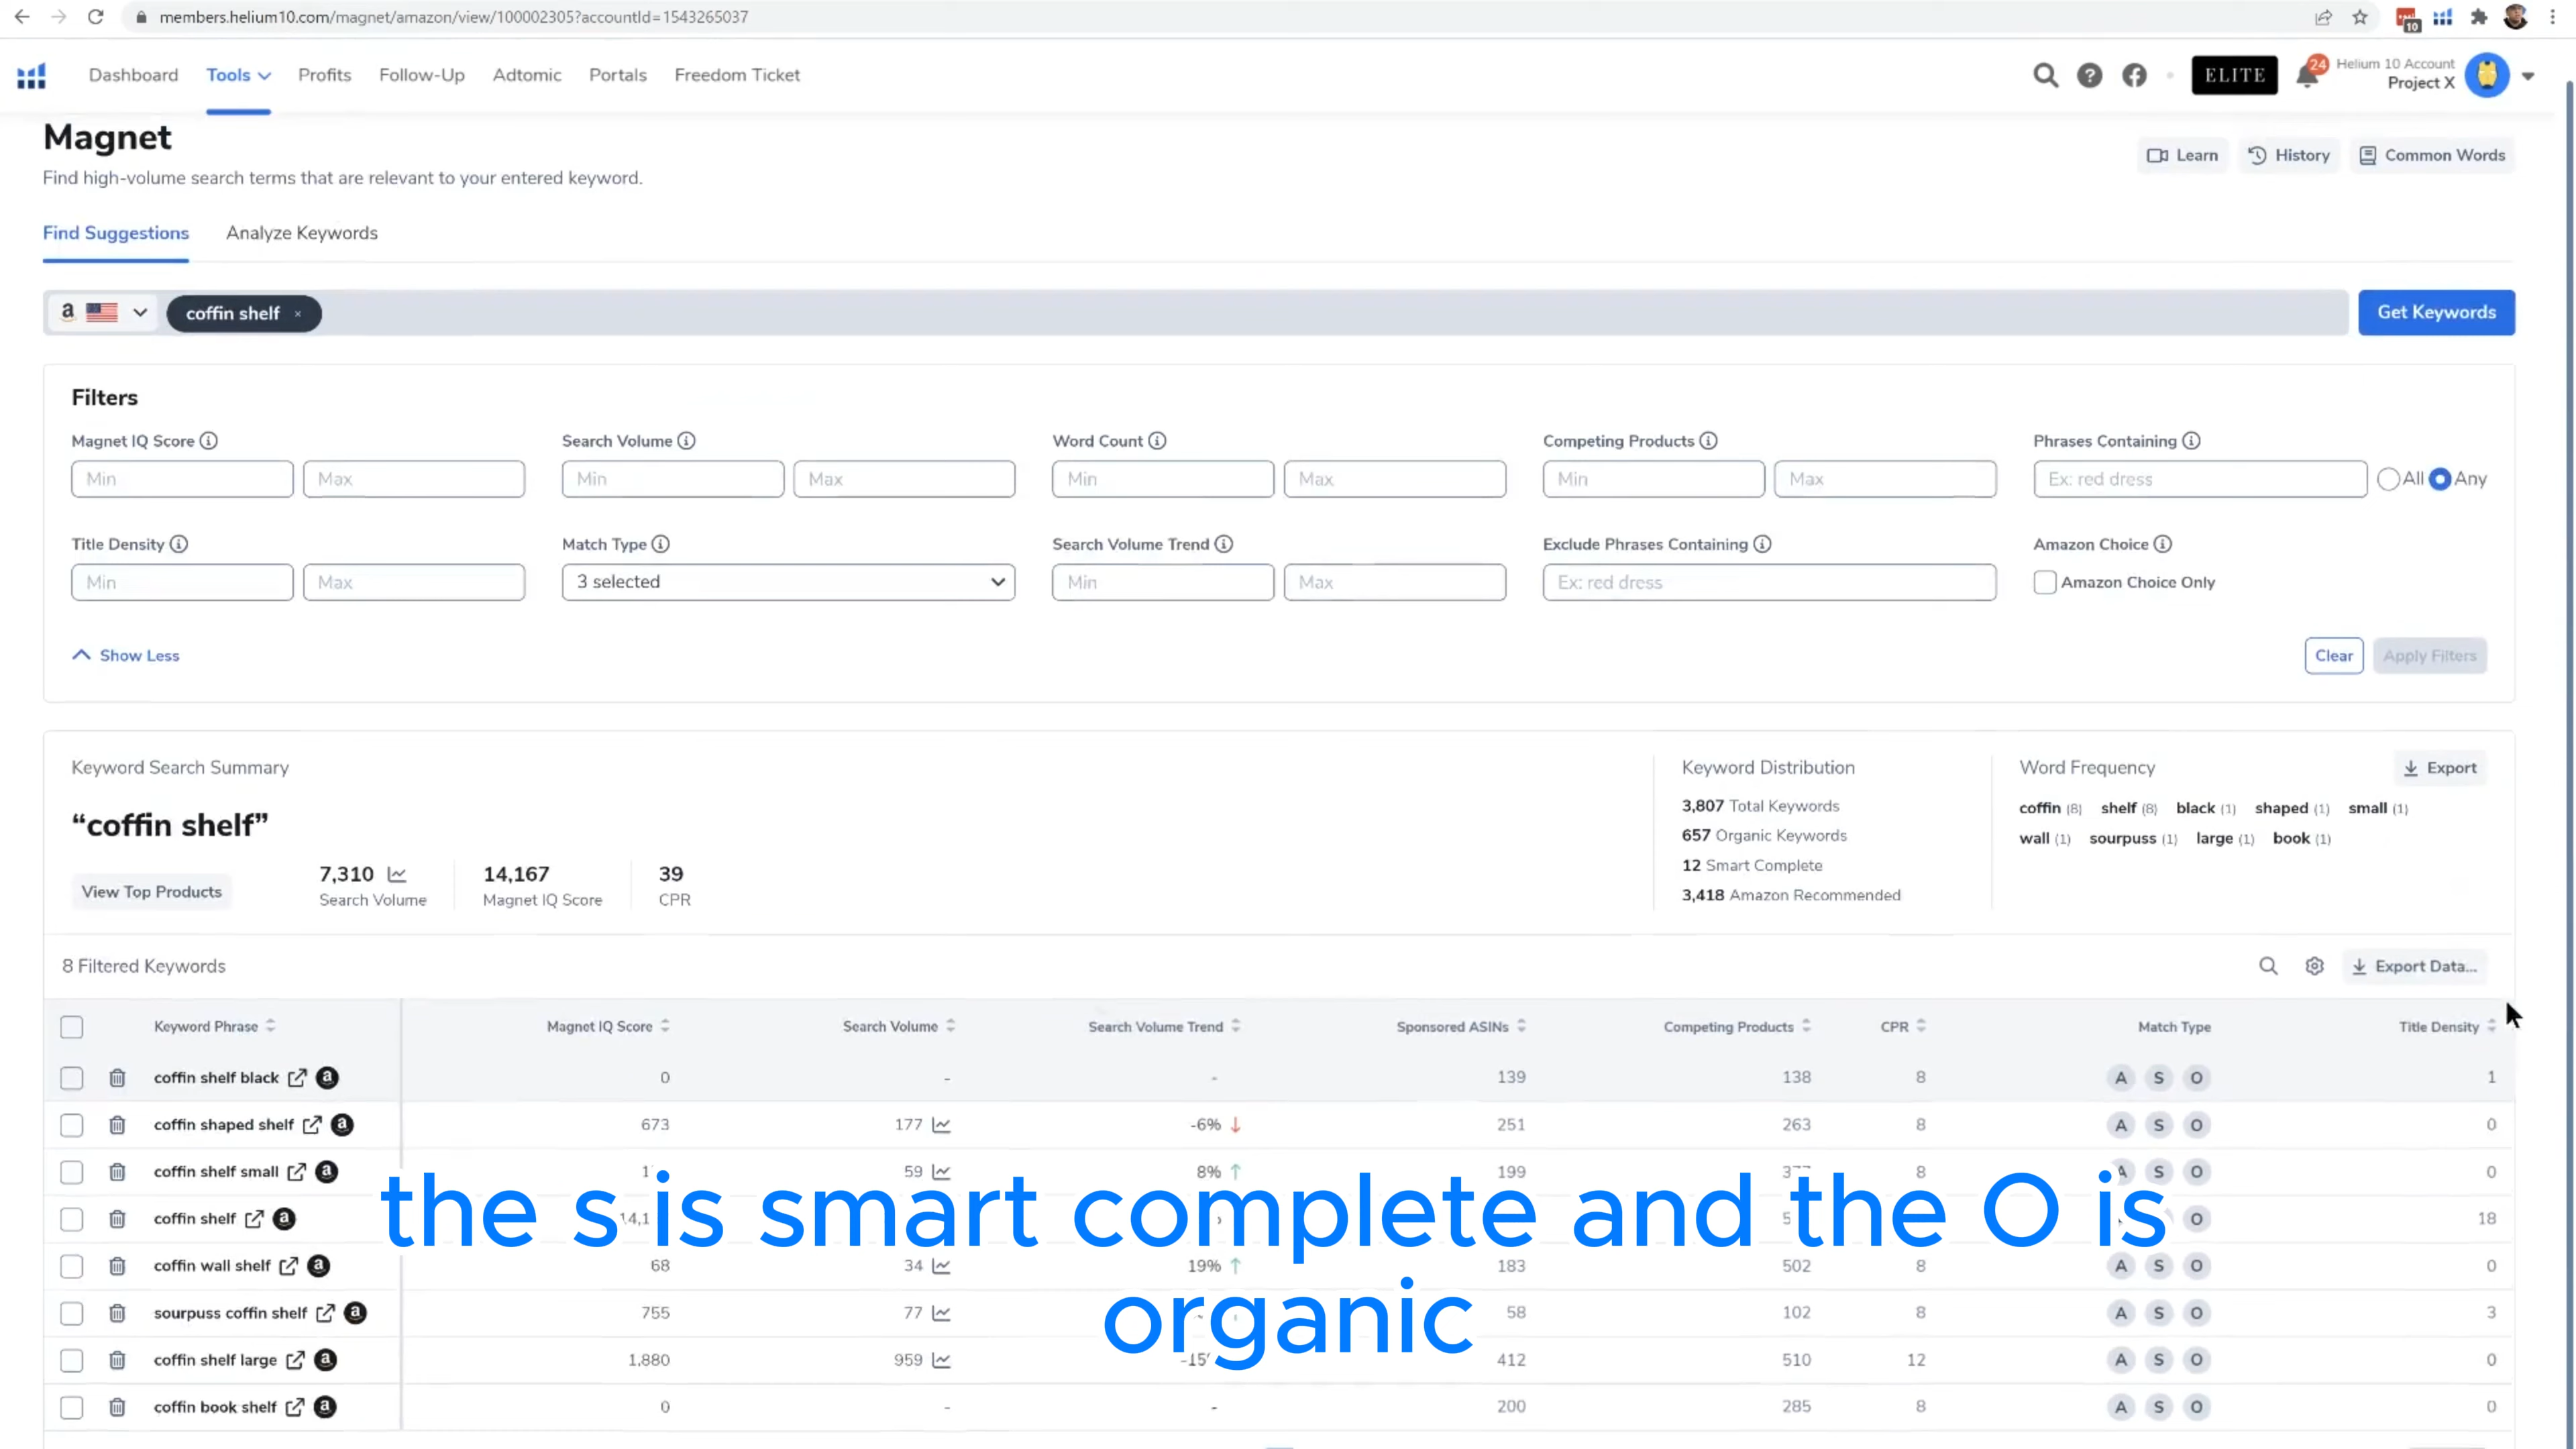 members.helium10.com/magnet/amazon/view/100002305?accountId=1543265037
10
Dashboard Tools Profits Follow-Up Adtomic Portals Freedom Ticket
ELITE 24 Helium 10 Account
Project X
Magnet
Find high-volume search terms that are relevant to your entered keyword.
Learn History Common Words
Find Suggestions Analyze Keywords
a coffin shelf × Get Keywords
Filters
Magnet IQ Score Search Volume Word Count Competing Products Phrases Containing
Min Max Min Max Min Max Min Max Ex: red dress All Any
Title Density Match Type Search Volume Trend Exclude Phrases Containing Amazon Choice
Min Max 3 selected Min Max Ex: red dress Amazon Choice Only
Show Less Clear Apply Filters
Keyword Search Summary Keyword Distribution Word Frequency Export
3,807 Total Keywords coffin (8) shelf (8) black (1) shaped (1) small (1)
“coffin shelf” 657 Organic Keywords wall (1) sourpuss (1) large (1) book (1)
12 Smart Complete
View Top Products 7,310 Search Volume 14,167 Magnet IQ Score 39 CPR
3,418 Amazon Recommended
8 Filtered Keywords Export Data...
Keyword Phrase Magnet IQ Score Search Volume Search Volume Trend Sponsored ASINs Competing Products CPR Match Type Title Density
coffin shelf black a 0 - - 139 138 8 A S O 1
coffin shaped shelf a 673 177 -6% 251 263 8 A S O 0
coffin shelf small a 59 8% 199 8 A S O 0
coffin shelf a O 18
the s is smart complete and the O is
coffin wall shelf a 68 34 19% 183 502 8 A S O 0
sourpuss coffin shelf a 755 77 58 102 8 A S O 3
organic
coffin shelf large a 1,880 959 412 510 12 A S O 0
coffin book shelf a 0 - - 200 285 8 A S O 0